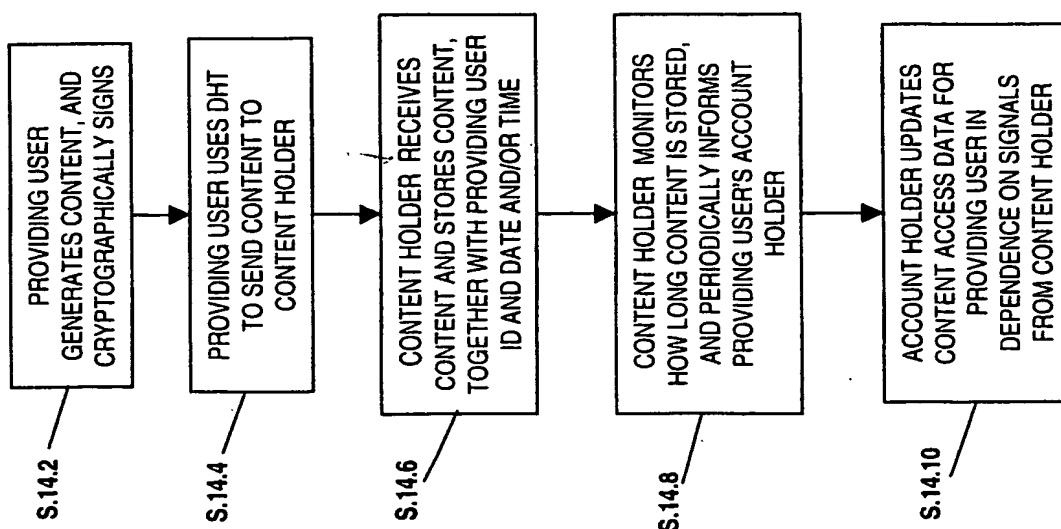 S.14.2
PROVIDING USER
GENERATES CONTENT, AND
CRYPTOGRAPHICALLY SIGNS
S.14.4
PROVIDING USER USES DHT
TO SEND CONTENT TO
CONTENT HOLDER
S.14.6
CONTENT HOLDER RECEIVES
CONTENT AND STORES CONTENT,
TOGETHER WITH PROVIDING USER
ID AND DATE AND/OR TIME
S.14.8
CONTENT HOLDER MONITORS
HOW LONG CONTENT IS STORED,
AND PERIODICALLY INFORMS
PROVIDING USER'S ACCOUNT
HOLDER
S.14.10
ACCOUNT HOLDER UPDATES
CONTENT ACCESS DATA FOR
PROVIDING USER IN
DEPENDENCE ON SIGNALS
FROM CONTENT HOLDER